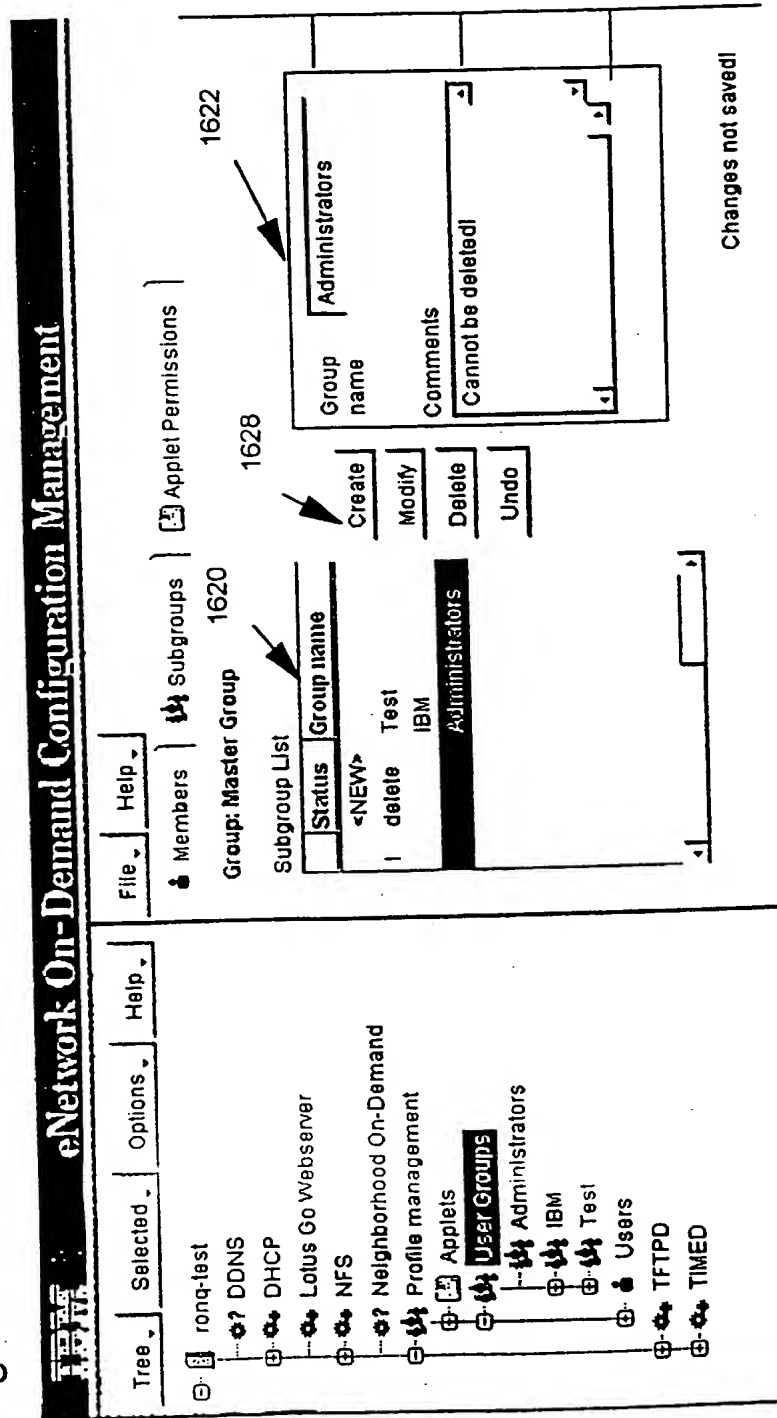 IBM eNetwork On-Demand Configuration Management
Tree Selected Options Help
ronq-test
? DDNS
DHCP
Lotus Go Webserver
NFS
? Neighborhood On-Demand
Profile management
Applets
User Groups
Administrators
IBM
Test
Users
TFTPD
TIMED
File Help
Members Subgroups Applet Permissions
Group: Master Group
1620
1628
1622
Subgroup List
Status Group name
<NEW>
I delete Test
IBM
Administrators
Create
Modify
Delete
Undo
Group name
Administrators
Comments
Cannot be deleted!
Changes not saved!